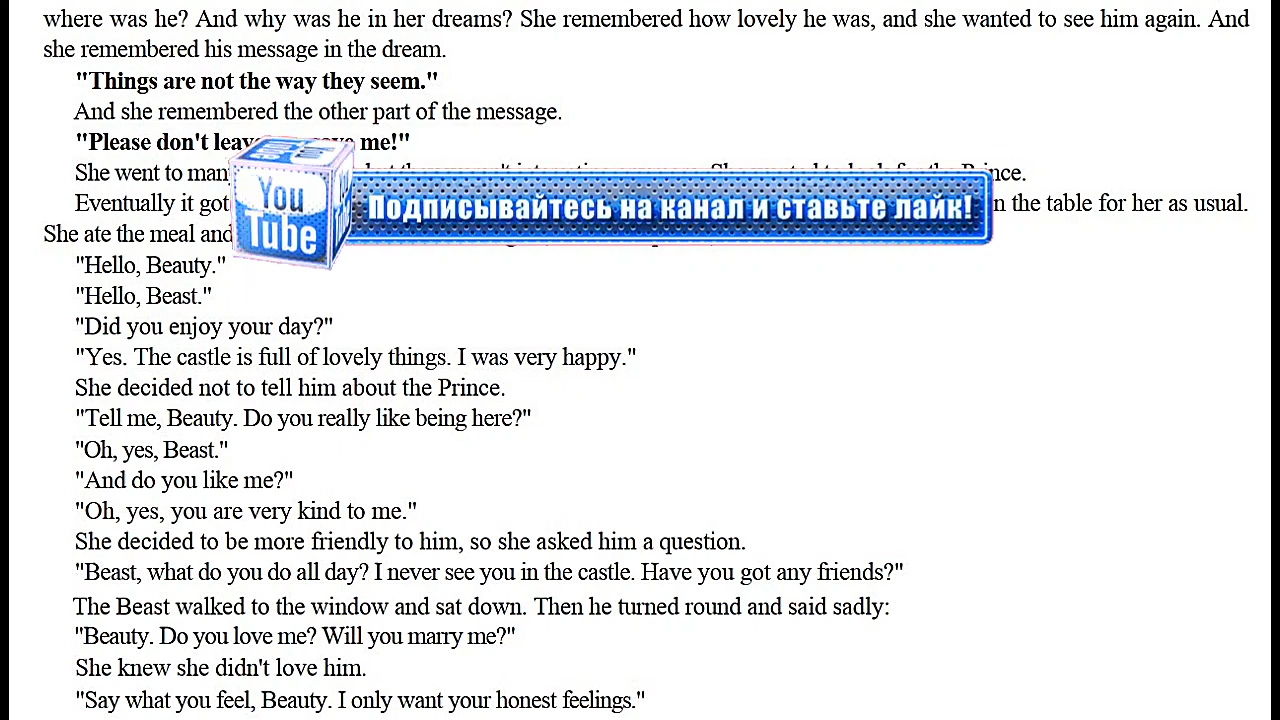 where was he? And why was he in her dreams? She remembered how lovely he was, and she wanted to see him again. And
she remembered his message in the dream.
"Things are not the way they seem."
And she remembered the other part of the message.
"Please don't leave me!"
She went to many Prince.
Eventually it got on the table for her as usual.
She ate the meal and
You
Tube
Подписывайтесь на канал и ставьте лайк!
"Hello, Beauty."
"Hello, Beast."
"Did you enjoy your day?"
"Yes. The castle is full of lovely things. I was very happy."
She decided not to tell him about the Prince.
"Tell me, Beauty. Do you really like being here?"
"Oh, yes, Beast."
"And do you like me?"
"Oh, yes, you are very kind to me."
She decided to be more friendly to him, so she asked him a question.
"Beast, what do you do all day? I never see you in the castle. Have you got any friends?"
The Beast walked to the window and sat down. Then he turned round and said sadly:
"Beauty. Do you love me? Will you marry me?"
She knew she didn't love him.
"Say what you feel, Beauty. I only want your honest feelings."